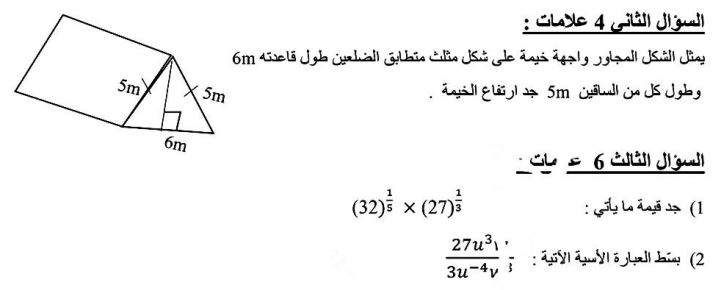 السؤال الثاني 4 علامات :
يمثل الشكل المجاور واجهة خيمة على شكل مثلث متطابق الضلعين طول قاعدته 6m
وطول كل من الساقين 5m جد ارتفاع الخيمة .
5m
5m
6m
السؤال الثالث 6
1) جد قيمة ما يأتي : (32)^{1/5} × (27)^{1/3}
2) بسّط العبارة الأسية الآتية : 27u³ / 3u⁻⁴